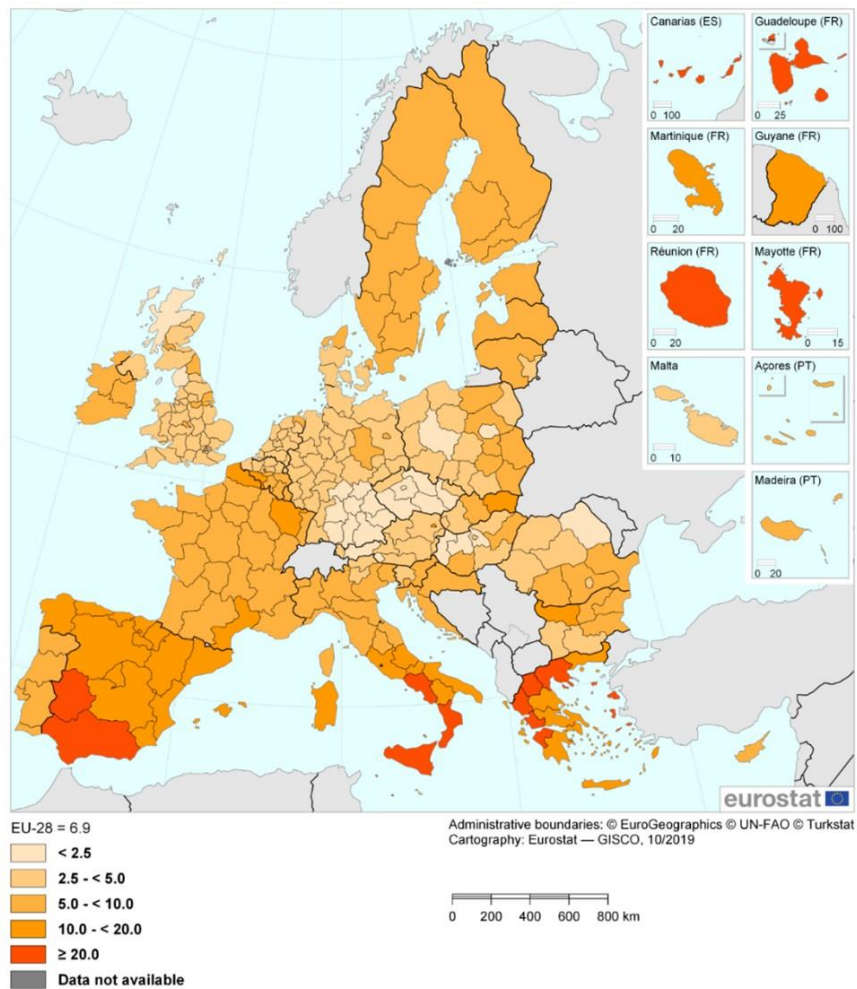 Canarias (ES)
0 100
Guadeloupe (FR)
0 25
Martinique (FR)
0 20
Guyane (FR)
0 100
Réunion (FR)
0 20
Mayotte (FR)
0 15
Malta
0 10
Açores (PT)
Madeira (PT)
0 20
eurostat
EU-28 = 6.9
< 2.5
2.5 - < 5.0
5.0 - < 10.0
10.0 - < 20.0
≥ 20.0
Data not available
Administrative boundaries: © EuroGeographics © UN-FAO © Turkstat
Cartography: Eurostat — GISCO, 10/2019
0 200 400 600 800 km